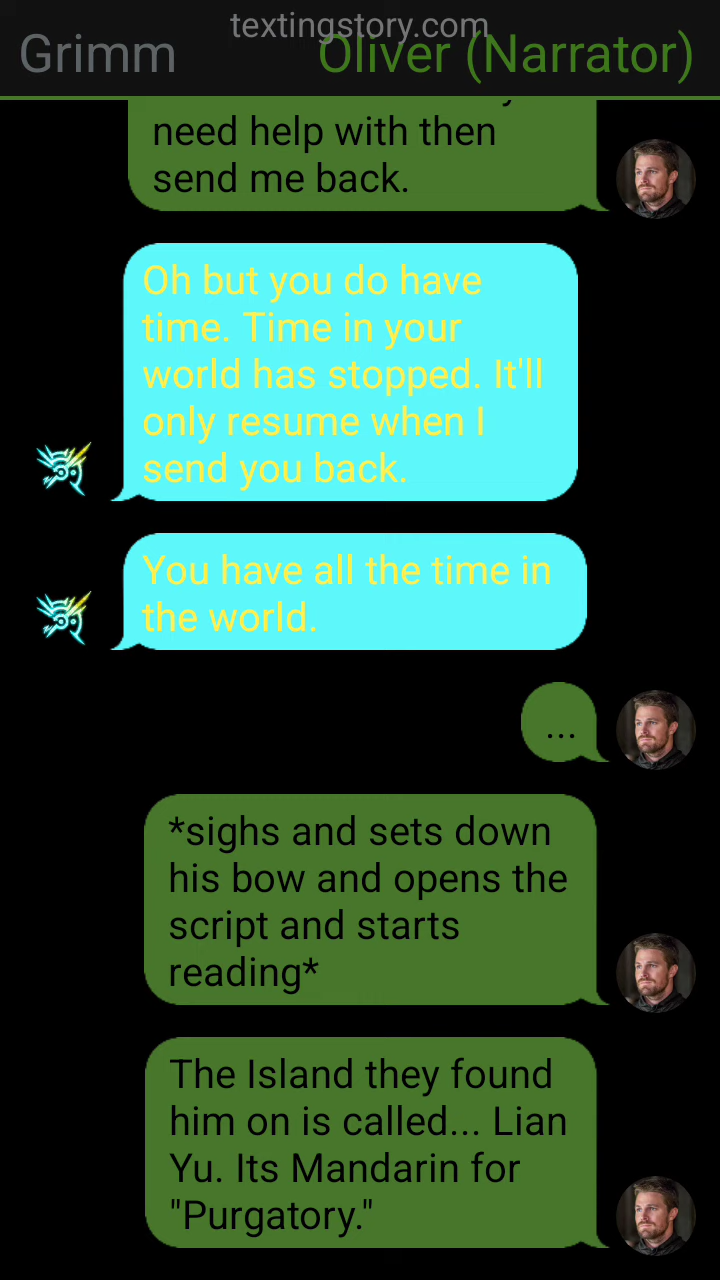 textingstory.com
Grimm
Oliver (Narrator)
need help with then
send me back.
Oh but you do have
time. Time in your
world has stopped. It'll
only resume when I
send you back.
You have all the time in
the world.
...
*sighs and sets down
his bow and opens the
script and starts
reading*
The Island they found
him on is called... Lian
Yu. Its Mandarin for
"Purgatory."